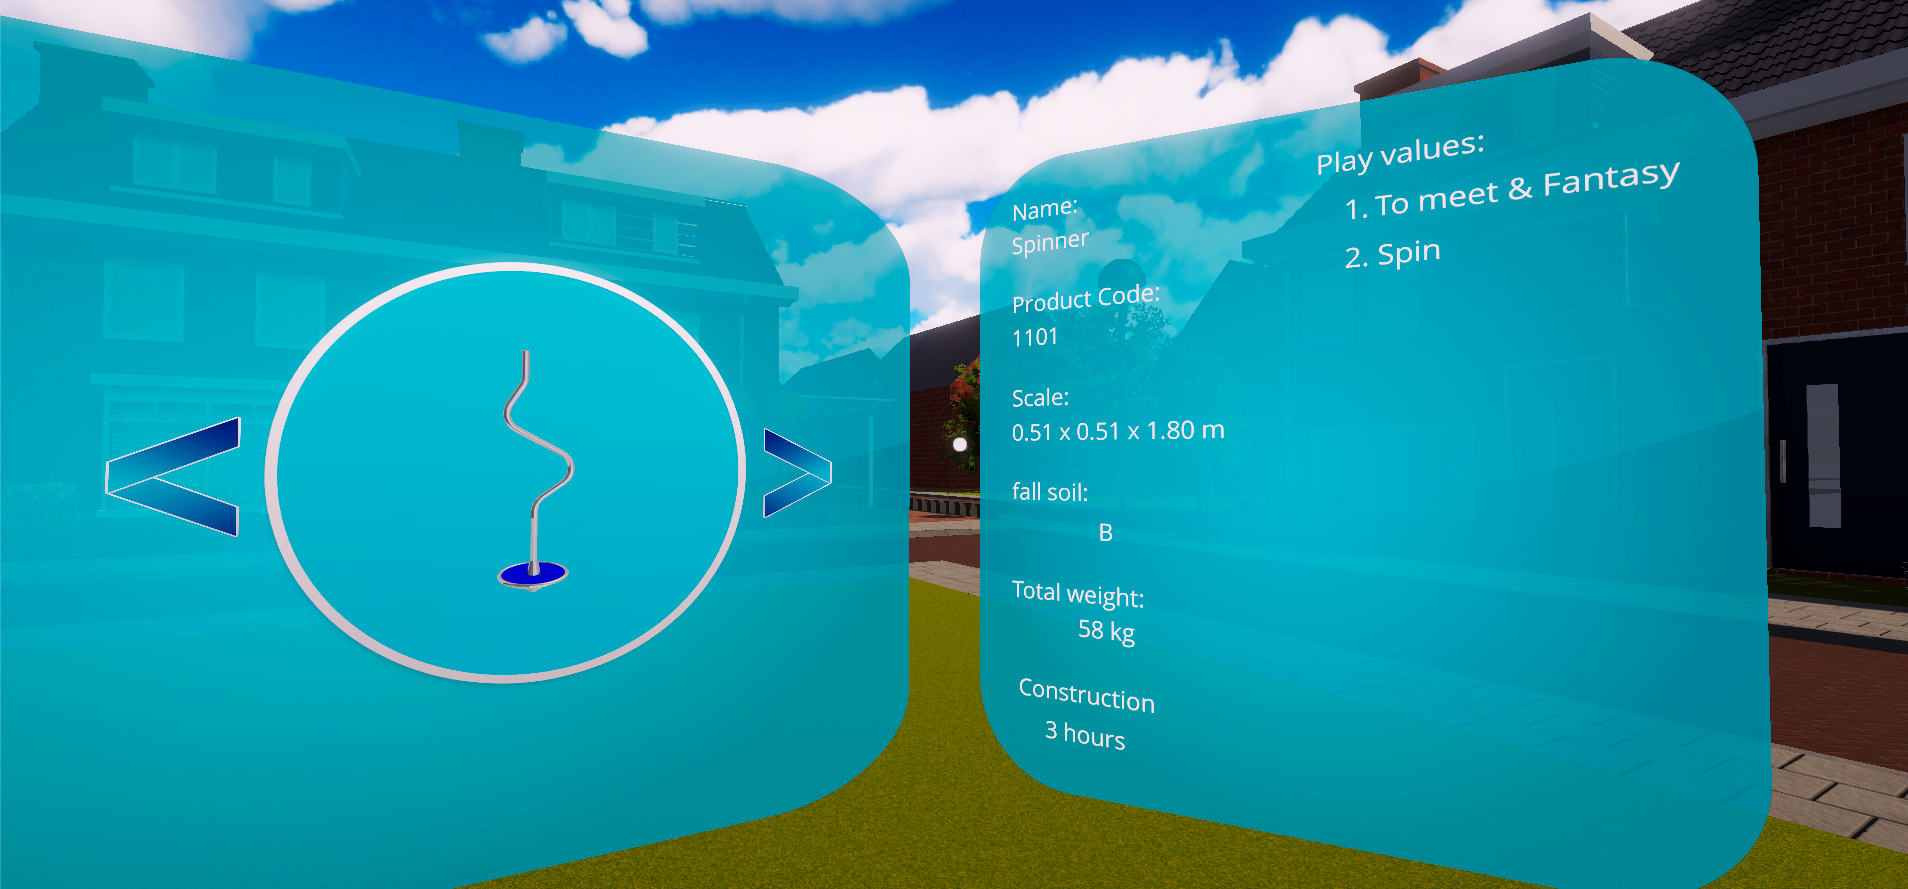 Name:
Spinner
Product Code:
1101
Scale:
0.51 x 0.51 x 1.80 m
fall soil:
B
Total weight:
58 kg
Construction
3 hours
Play values:
1. To meet & Fantasy
2. Spin